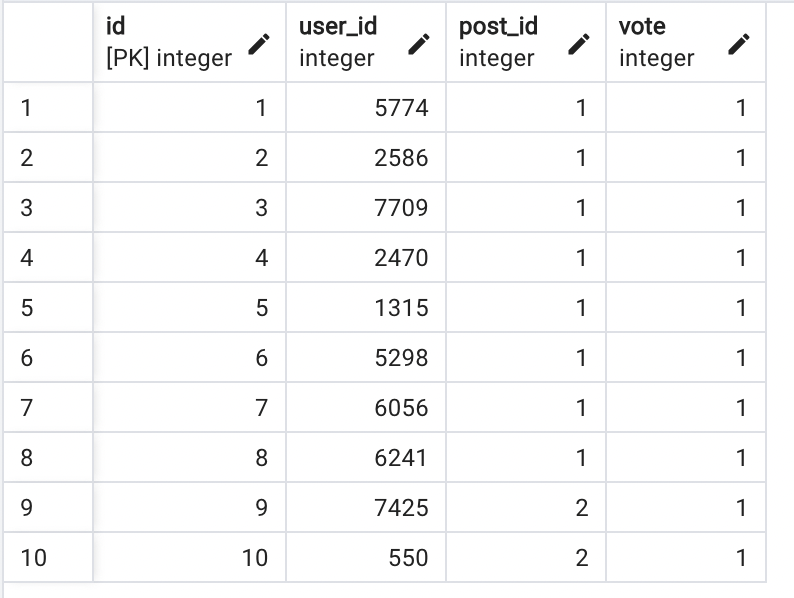 id user_id post_id vote
[PK] integer integer integer integer
1 1 5774 1 1
2 2 2586 1 1
3 3 7709 1 1
4 4 2470 1 1
5 5 1315 1 1
6 6 5298 1 1
7 7 6056 1 1
8 8 6241 1 1
9 9 7425 2 1
10 10 550 2 1